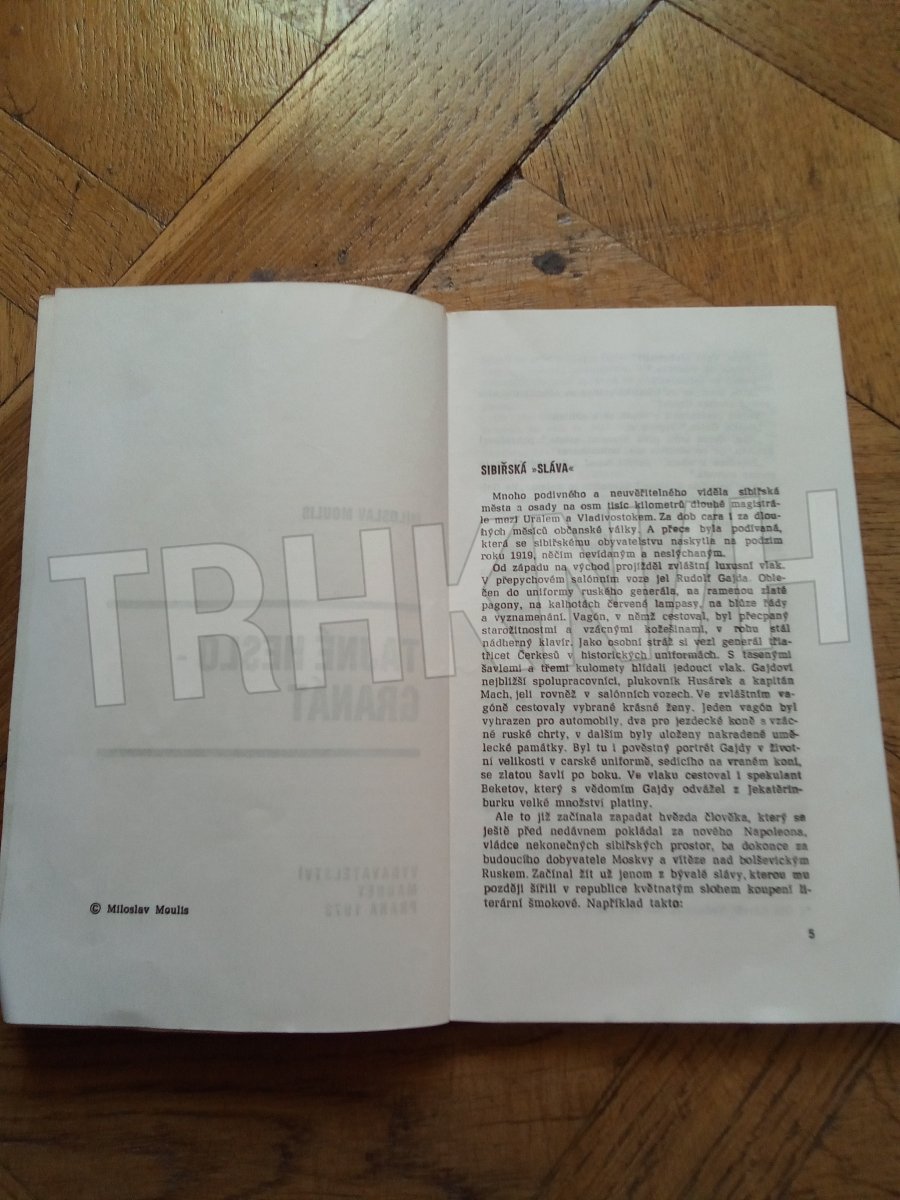 © Miloslav Moulis
SIBIŘSKÁ »SLÁVA«
Mnoho podivného a neuvěřitelného viděla sibiřská
města a osady na osm tisíc kilometrů dlouhé magistrá-
le mezi Uralem a Vladivostokem. Za dob cara i za dlou-
hých měsíců občanské války. A přece byla podívaná,
která se sibiřskému obyvatelstvu naskytla na podzim
roku 1919, něčím nevídaným a neslýchaným.
Od západu na východ projížděl zvláštní luxusní vlak.
V přepychovém salónním voze jel Rudolf Gajda. Oble-
čen do uniformy ruského generála, na ramenou zlaté
pagony, na kalhotách červené lampasy, na blůze řády
a vyznamenání. Vagón, v němž cestoval, byl přecpaný
starožitnostmi a vzácnými kožešinami, v rohu stál
nádherný klavír. Jako osobní stráž si vezl generál tři-
atřicet Čerkesů v historických uniformách. S tasenými
šavlemi a třemi kulomety hlídali jedoucí vlak. Gajdovi
nejbližší spolupracovníci, plukovník Husárek a kapitán
Mach, jeli rovněž v salónních vozech. Ve zvláštním va-
góně cestovaly vybrané krásné ženy. Jeden vagón byl
vyhrazen pro automobily, dva pro jezdecké koně a vzác-
né ruské chrty, v dalším byly uloženy nakradené umě-
lecké památky. Byl tu i pověstný portrét Gajdy v život-
ní velikosti v carské uniformě, sedícího na vraném koni,
se zlatou šavlí po boku. Ve vlaku cestoval i spekulant
Beketov, který s vědomím Gajdy odvážel z Jekatěrin-
burku velké množství platiny.
Ale to již začínala zapadat hvězda člověka, který se
ještě před nedávnem pokládal za nového Napoleona,
vládce nekonečných sibiřských prostor, ba dokonce za
budoucího dobyvatele Moskvy a vítěze nad bolševickým
Ruskem. Začínal žít už jenom z bývalé slávy, kterou mu
později šířili v republice květnatým slohem koupení li-
terární šmokové. Například takto:
5